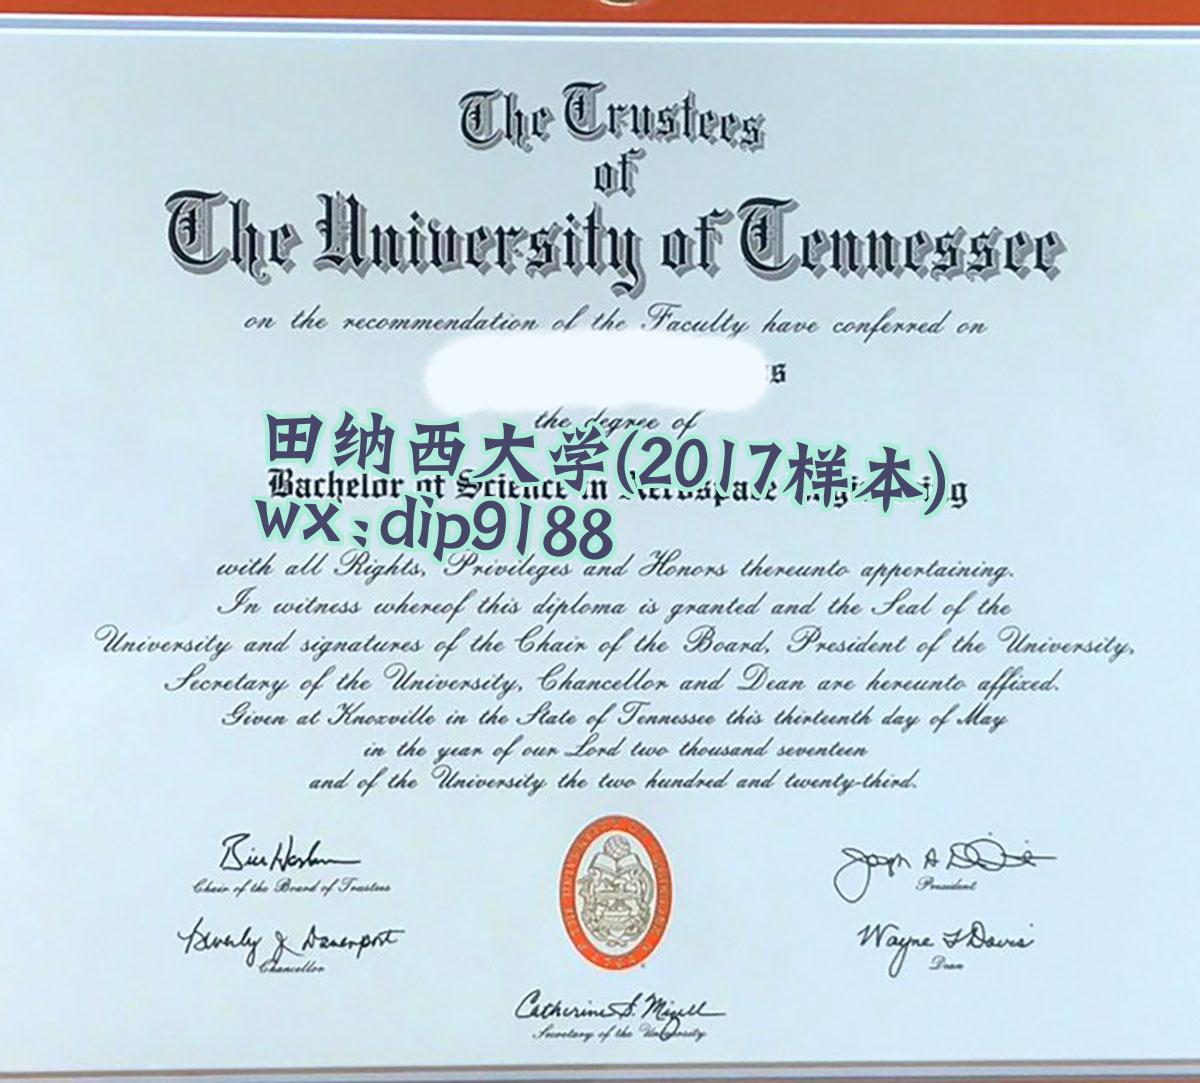 The Trustees
of
The University of Tennessee
on the recommendation of the Faculty have conferred on
the degree of
田纳西大学(2017样本)
Bachelor of Science in
wx:dip9188
with all Rights, Privileges and Honors thereunto appertaining.
In witness whereof this diploma is granted and the Seal of the
University and signatures of the Chair of the Board, President of the University,
Secretary of the University, Chancellor and Dean are hereunto affixed.
Given at Knoxville in the State of Tennessee this thirteenth day of May
in the year of our Lord two thousand seventeen
and of the University the two hundred and twenty-third.
Chair of the Board of Trustees
President
Beverly J Davenport
Wayne T Davis
Chancellor
Dean
Catherine S.
Secretary of the University